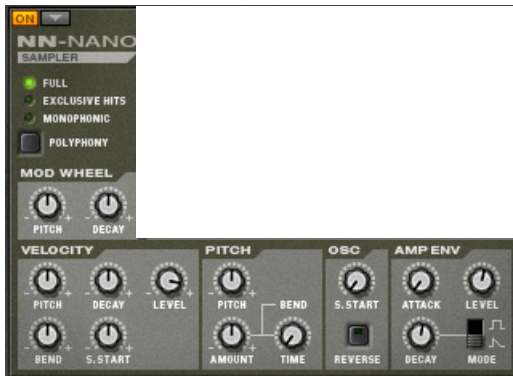 ON
NN-NANO
SAMPLER
FULL
EXCLUSIVE HITS
MONOPHONIC
POLYPHONY
MOD WHEEL
PITCH DECAY
VELOCITY PITCH OSC AMP ENV
PITCH DECAY LEVEL PITCH BEND S.START ATTACK LEVEL
BEND S.START AMOUNT TIME REVERSE DECAY MODE